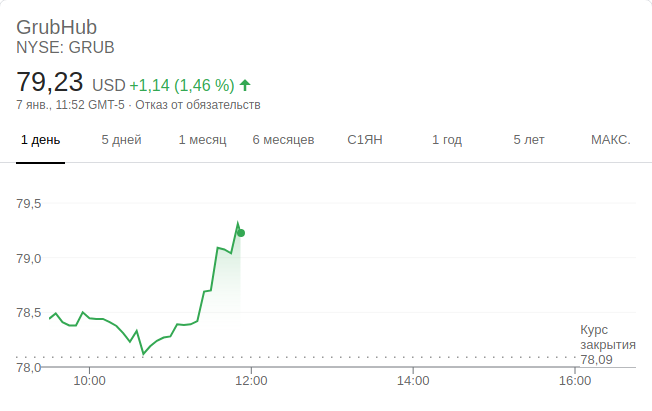 GrubHub
NYSE: GRUB
79,23 USD +1,14 (1,46 %)
7 янв., 11:52 GMT-5 · Отказ от обязательств
1 день 5 дней 1 месяц 6 месяцев С1ЯН 1 год 5 лет МАКС.
79,5
79,0
78,5
Курс
закрытия
78,09
78,0
10:00 12:00 14:00 16:00